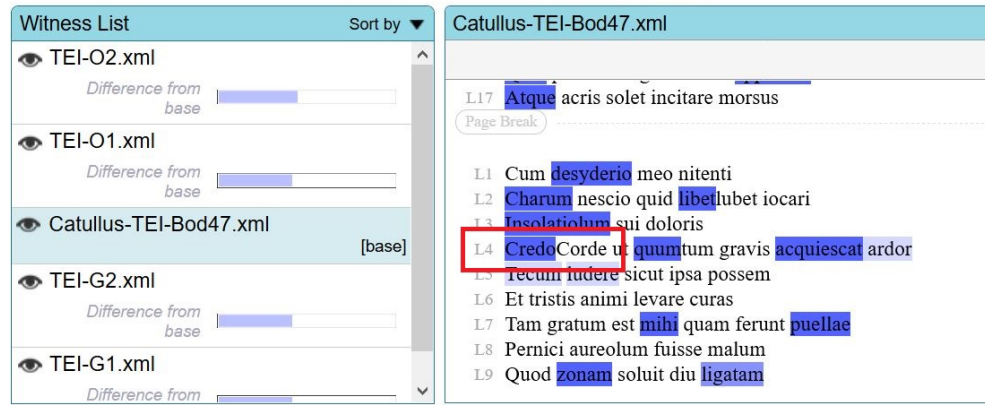 Witness List
Sort by ▼
TEI-O2.xml
Difference from
base
TEI-O1.xml
Difference from
base
Catullus-TEI-Bod47.xml
[base]
TEI-G2.xml
Difference from
base
TEI-G1.xml
Difference from
Catullus-TEI-Bod47.xml
L17 Atque acris solet incitare morsus
Page Break
L1 Cum desyderio meo nitenti
L2 Charum nescio quid libetlubet iocari
L3 Insolatiolum sui doloris
L4 CredoCorde ut quumtum gravis acquiescat ardor
L5 Tecum ludere sicut ipsa possem
L6 Et tristis animi levare curas
L7 Tam gratum est mihi quam ferunt puellae
L8 Pernici aureolum fuisse malum
L9 Quod zonam soluit diu ligatam